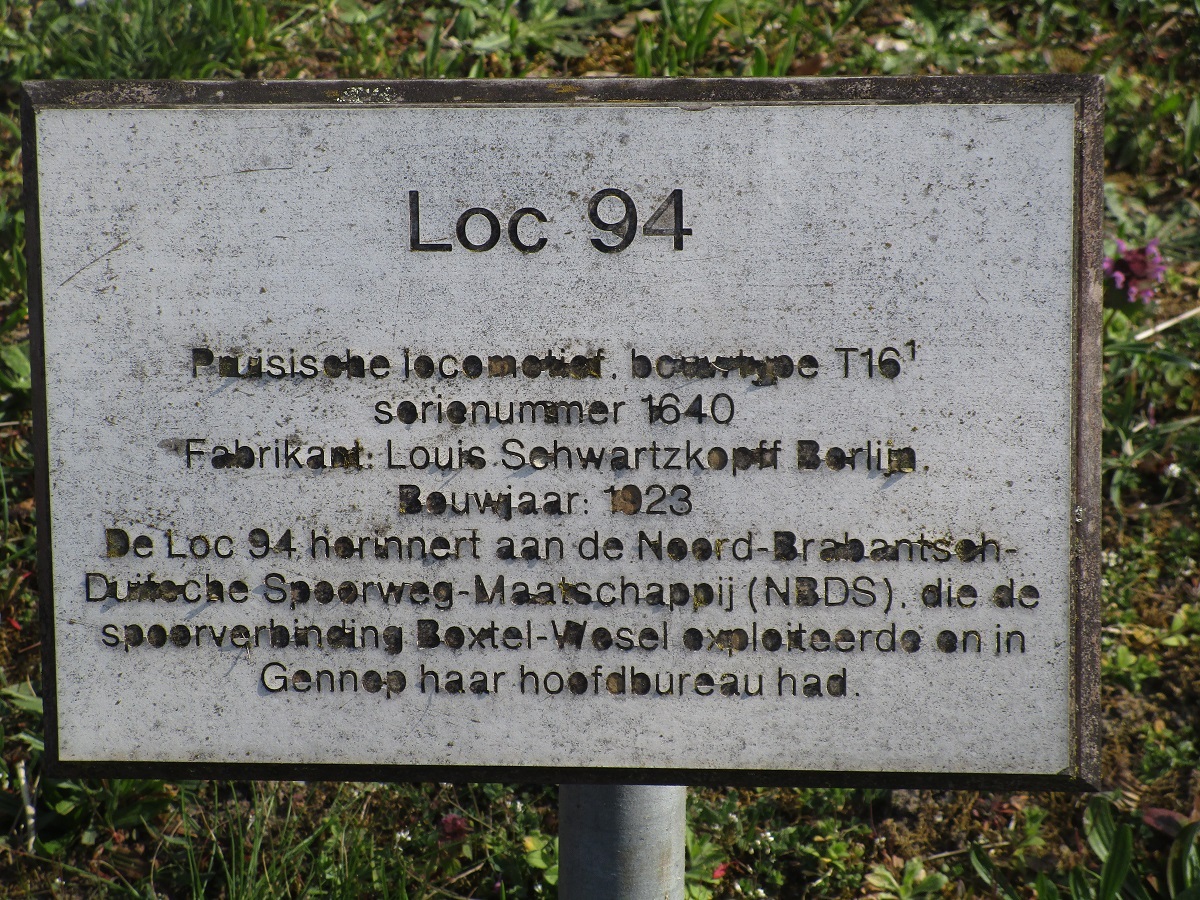 Loc 94
Pruisische locomotief, bouwtype T16¹
serienummer 1640
Fabrikant: Louis Schwartzkopff Berlijn.
Bouwjaar: 1923
De Loc 94 herinnert aan de Noord-Brabantsch-
Duitsche Spoorweg-Maatschappij (NBDS), die de
spoorverbinding Boxtel-Wesel exploiteerde en in
Gennep haar hoofdbureau had.